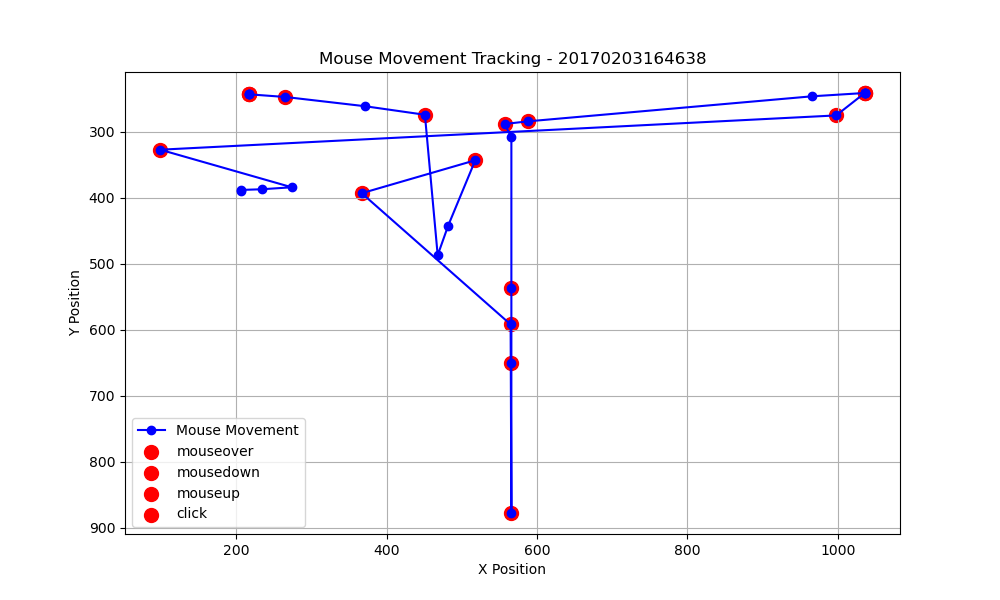 Mouse Movement Tracking - 20170203164638
Y Position
300
400
500
600
700
800
900
Mouse Movement
mouseover
mousedown
mouseup
click
200
400
600
800
1000
X Position